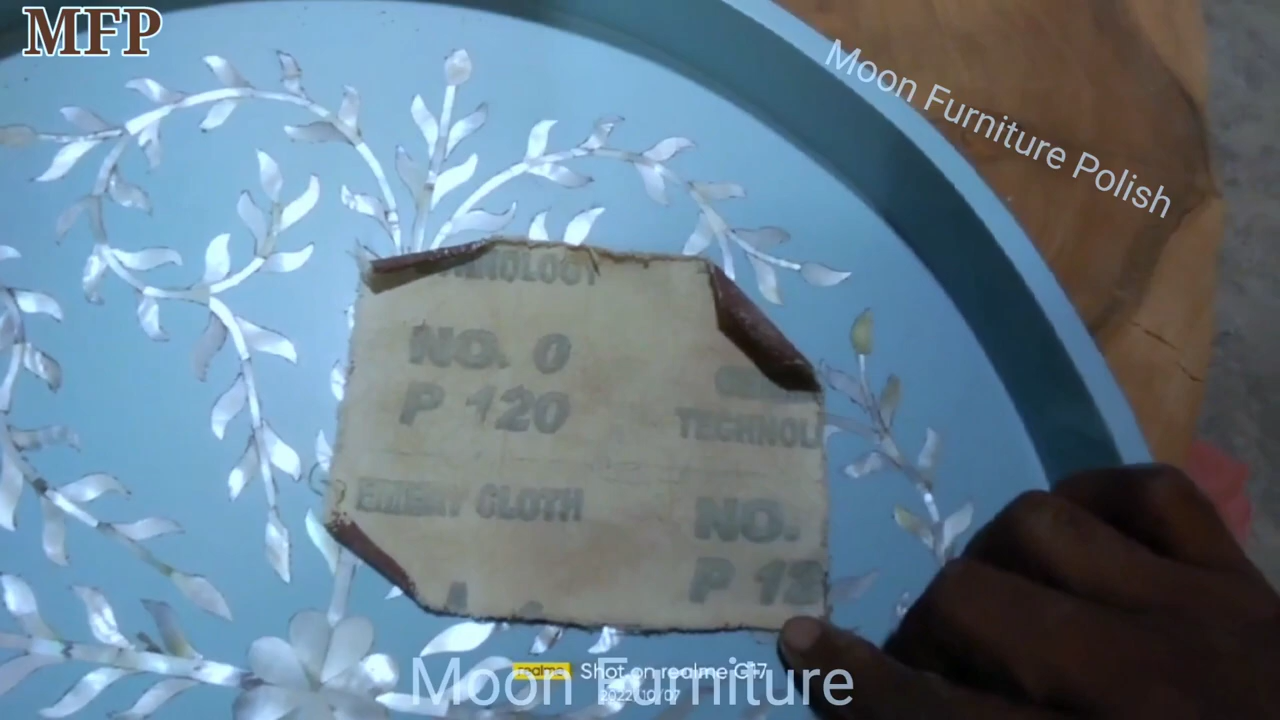 MFP
Moon Furniture Polish
NO. 0
P 120
TECHNOL
EMERY CLOTH
NO.
P 12
Moon Furniture
realme Shot on realme C17
2022/10/07